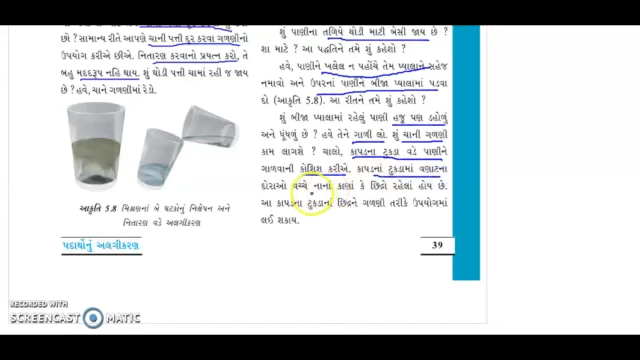 છો ? સામાન્ય રીતે આપણે ચાની પત્તી દૂર કરવા ગળણીનો
ઉપયોગ કરીએ છીએ. નિતારણ કરવાનો પ્રયત્ન કરો, તે
બહુ મદદરૂપ નહિ થાય. શું થોડી પત્તી ચામાં રહી જ જાય
છે ? હવે, ચાને ગળણીમાં રેડો.
આકૃતિ 5.8 મિશ્રણનાં બે ઘટકોનું નિક્ષેપન અને
નિતારણ વડે અલગીકરણ
પદાર્થોનું અલગીકરણ
શું પાણીના તળિયે થોડી માટી બેસી જાય છે ?
શા માટે ? આ પદ્ધતિને તમે શું કહેશો ?
હવે, પાણીને ખલેલ ન પહોંચે તેમ પ્યાલાને સહેજ
નમાવો અને ઉપરનાં પાણીને બીજા પ્યાલામાં પડવા
દો (આકૃતિ 5.8). આ રીતને તમે શું કહેશો ?
શું બીજા પ્યાલામાં રહેલું પાણી હજુ પણ ડહોળું
અને ધૂંધળું છે ? હવે તેને ગાળી લો. શું ચાની ગળણી
કામ લાગશે ? ચાલો, કાપડના ટુકડા વડે પાણીને
ગાળવાની કોશિશ કરીએ. કાપડનાં ટુકડામાં વણાટના
દોરાઓ વચ્ચે નાનાં કાણાં કે છિદ્રો રહેલાં હોય છે.
આ કાપડના ટુકડાનાં છિદ્રને ગળણી તરીકે ઉપયોગમાં
લઈ શકાય.
39
RECORDED WITH
SCREENCAST MATIC